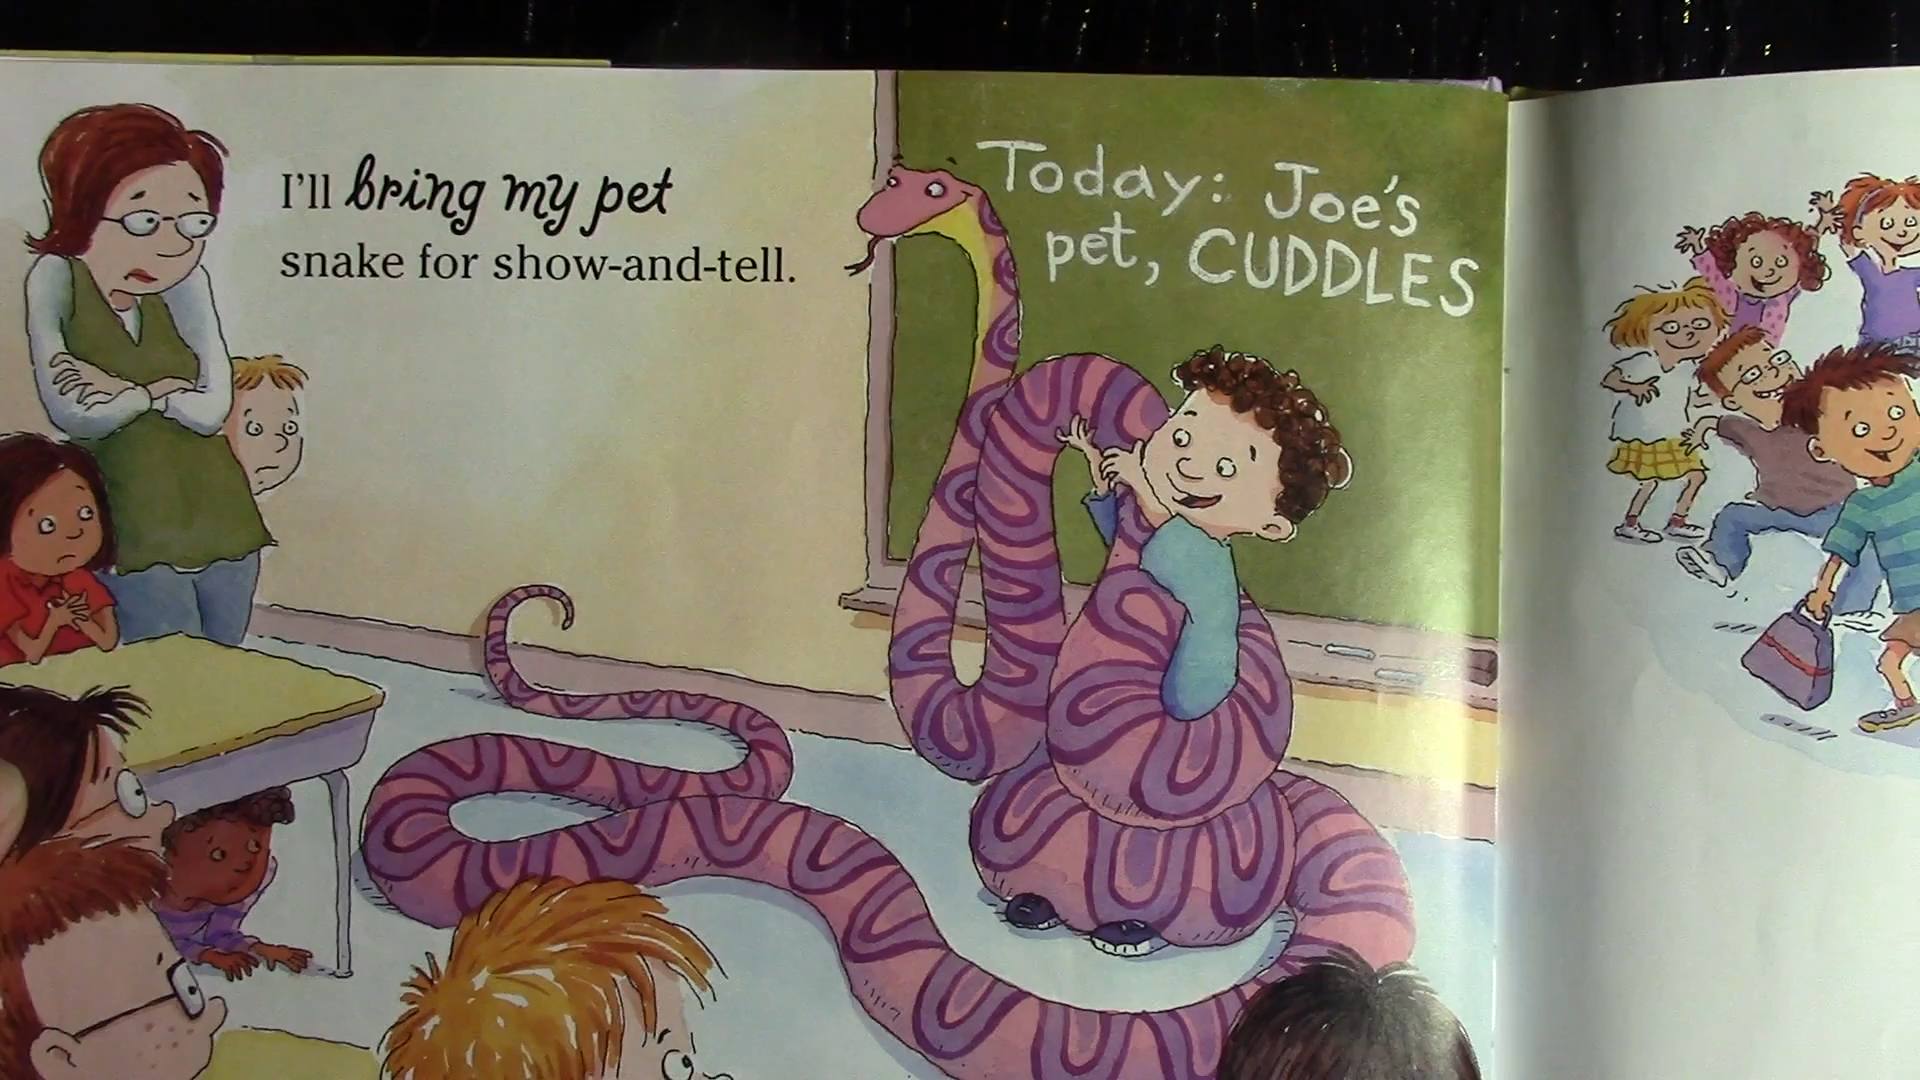 I'll bring my pet
snake for show-and-tell.
Today: Joe's
pet, CUDDLES